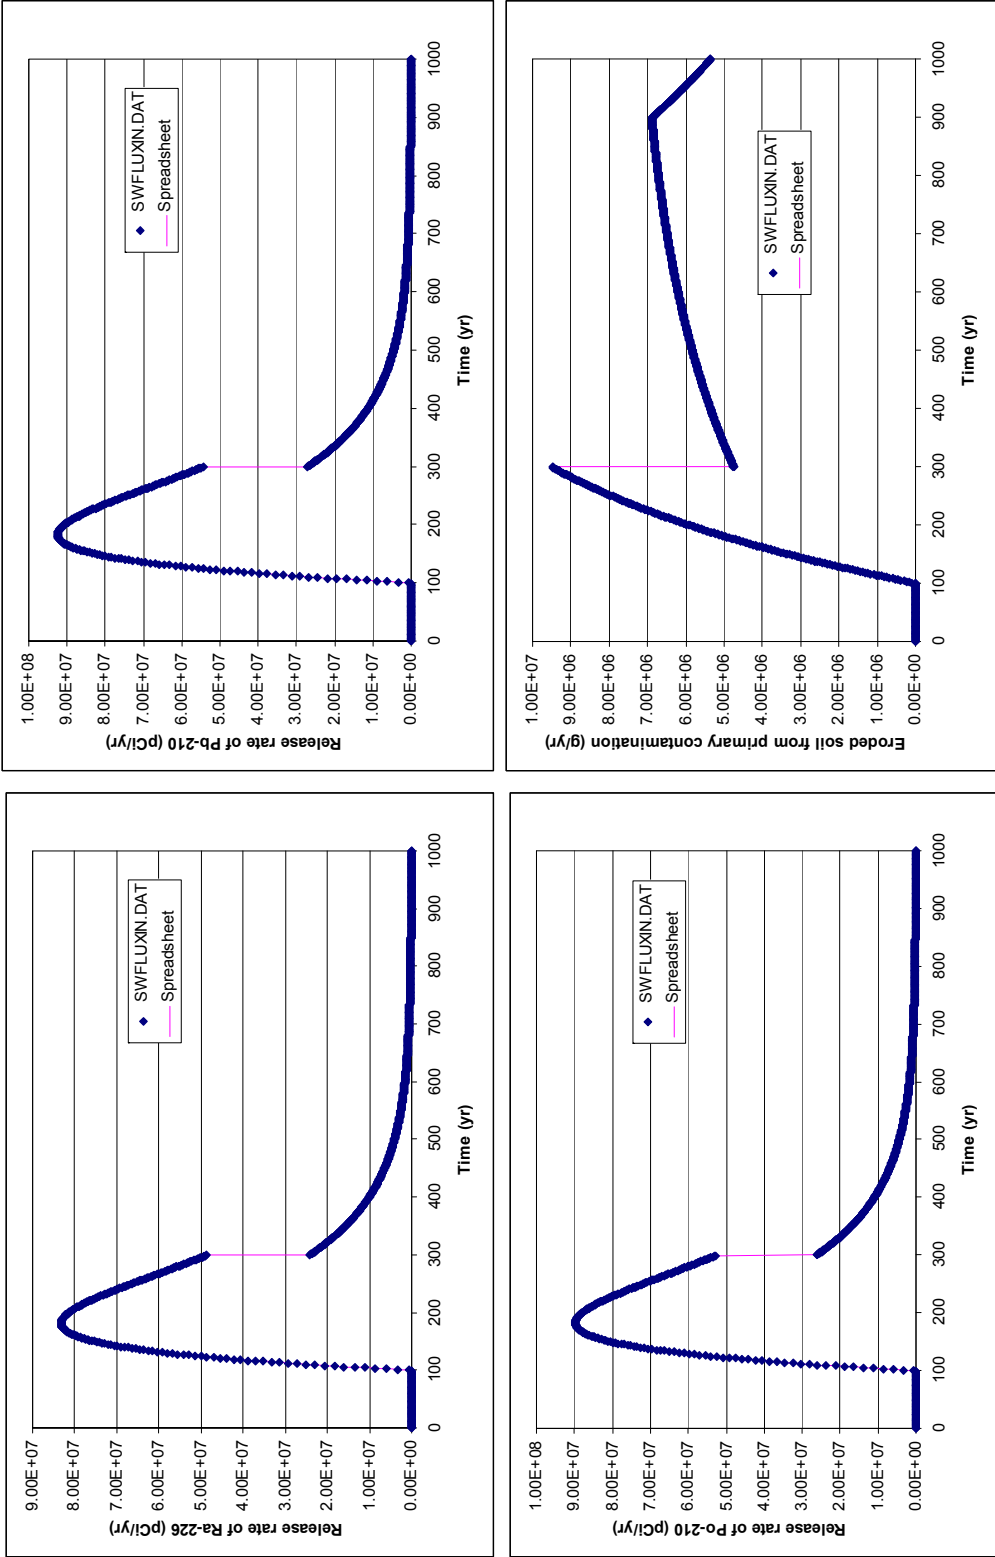 9.00E+07
8.00E+07
7.00E+07
6.00E+07
5.00E+07
4.00E+07
3.00E+07
2.00E+07
1.00E+07
0.00E+00
Release rate of Ra-226 (pCi/yr)
SWFLUXIN.DAT
Spreadsheet
0 100 200 300 400 500 600 700 800 900 1000
Time (yr)
1.00E+08
9.00E+07
8.00E+07
7.00E+07
6.00E+07
5.00E+07
4.00E+07
3.00E+07
2.00E+07
1.00E+07
0.00E+00
Release rate of Pb-210 (pCi/yr)
SWFLUXIN.DAT
Spreadsheet
0 100 200 300 400 500 600 700 800 900 1000
Time (yr)
1.00E+08
9.00E+07
8.00E+07
7.00E+07
6.00E+07
5.00E+07
4.00E+07
3.00E+07
2.00E+07
1.00E+07
0.00E+00
Release rate of Po-210 (pCi/yr)
SWFLUXIN.DAT
Spreadsheet
0 100 200 300 400 500 600 700 800 900 1000
Time (yr)
1.00E+07
9.00E+06
8.00E+06
7.00E+06
6.00E+06
5.00E+06
4.00E+06
3.00E+06
2.00E+06
1.00E+06
0.00E+00
Eroded soil from primary contamination (g/yr)
SWFLUXIN.DAT
Spreadsheet
0 100 200 300 400 500 600 700 800 900 1000
Time (yr)